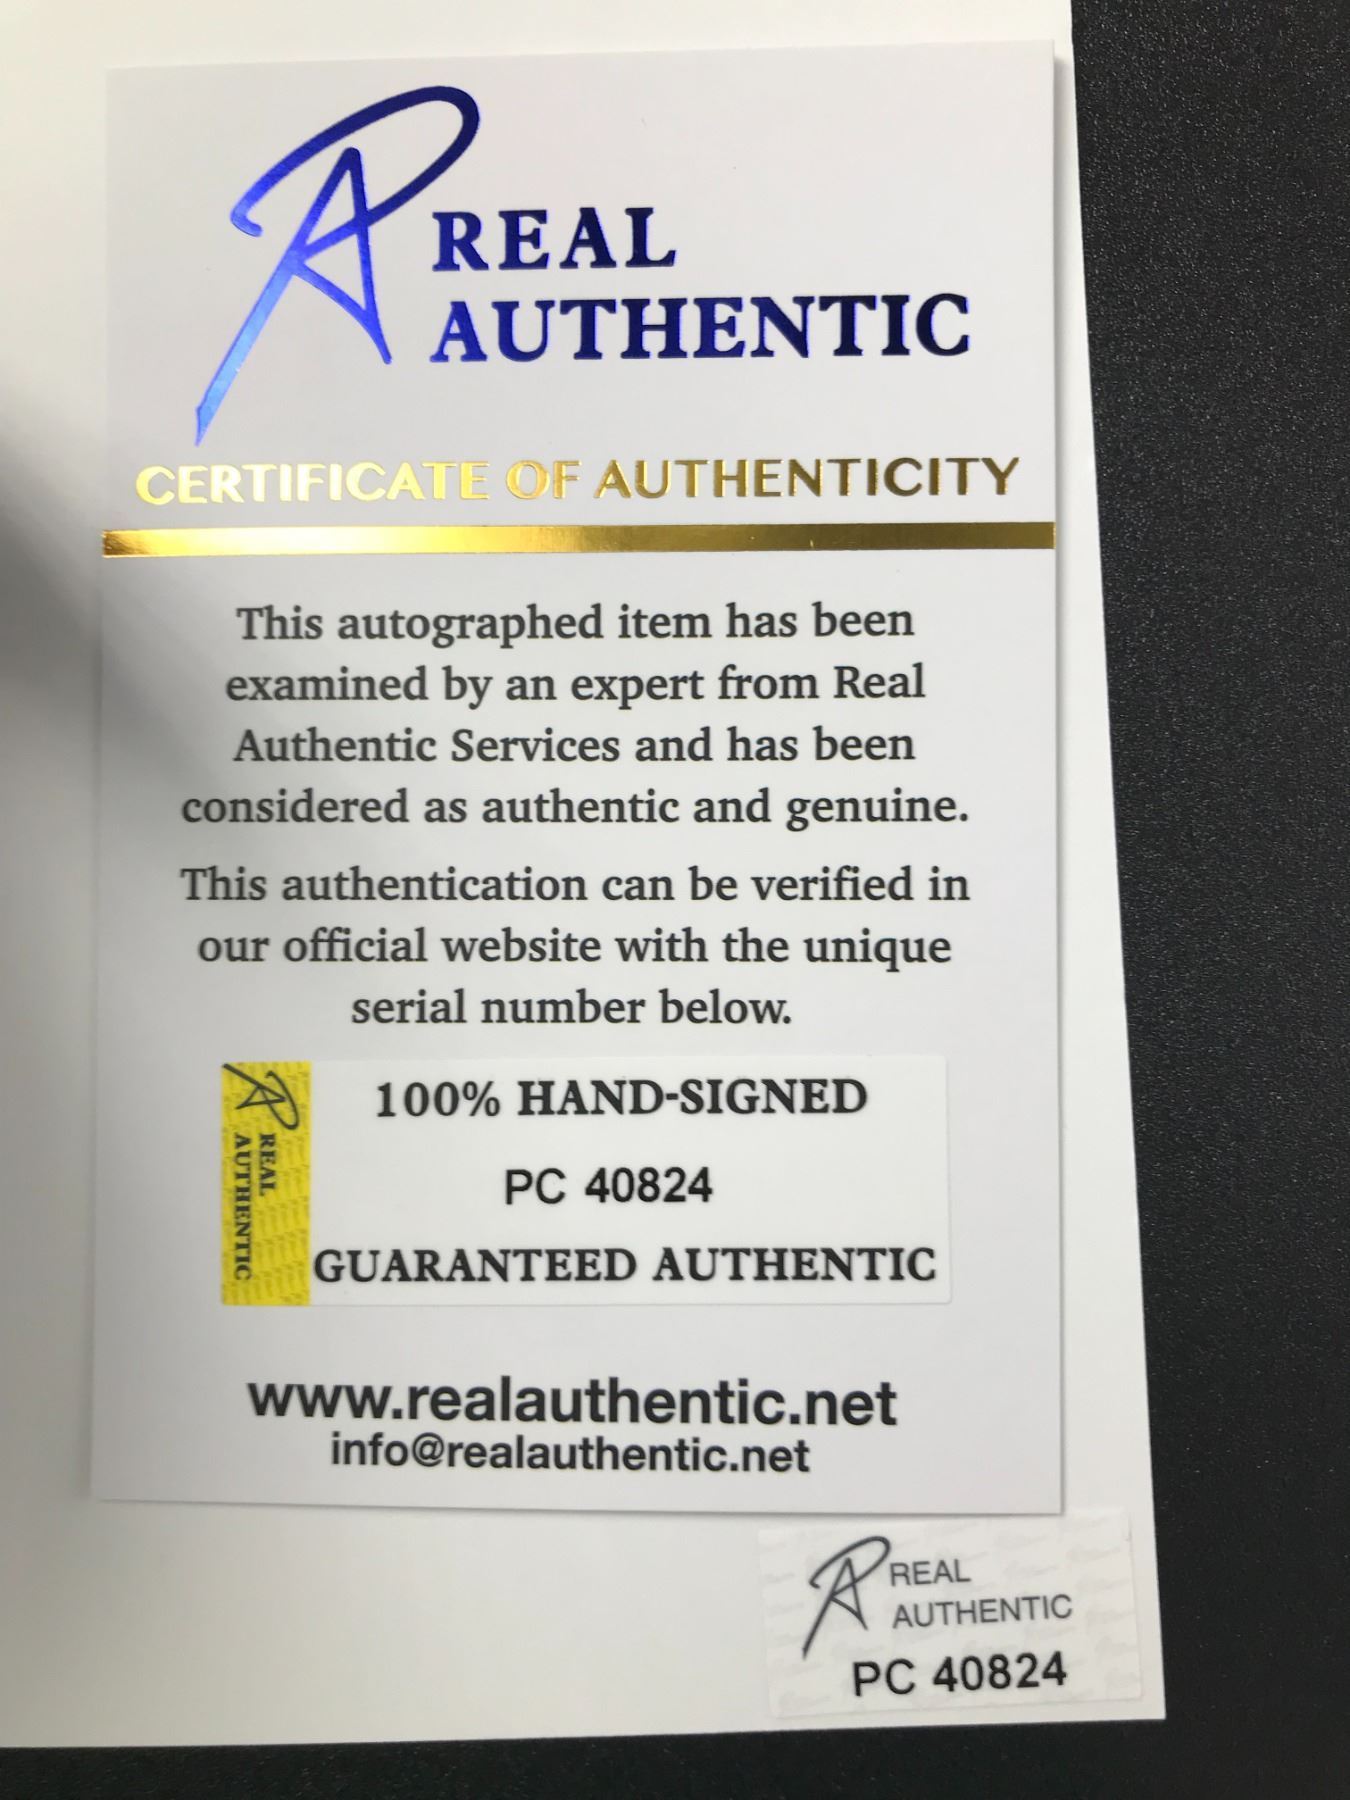 REAL
AUTHENTIC
CERTIFICATE OF AUTHENTICITY
This autographed item has been
examined by an expert from Real
Authentic Services and has been
considered as authentic and genuine.
This authentication can be verified in
our official website with the unique
serial number below.
REAL
AUTHENTIC
100% HAND-SIGNED
PC 40824
GUARANTEED AUTHENTIC
www.realauthentic.net
info@realauthentic.net
REAL
AUTHENTIC
PC 40824